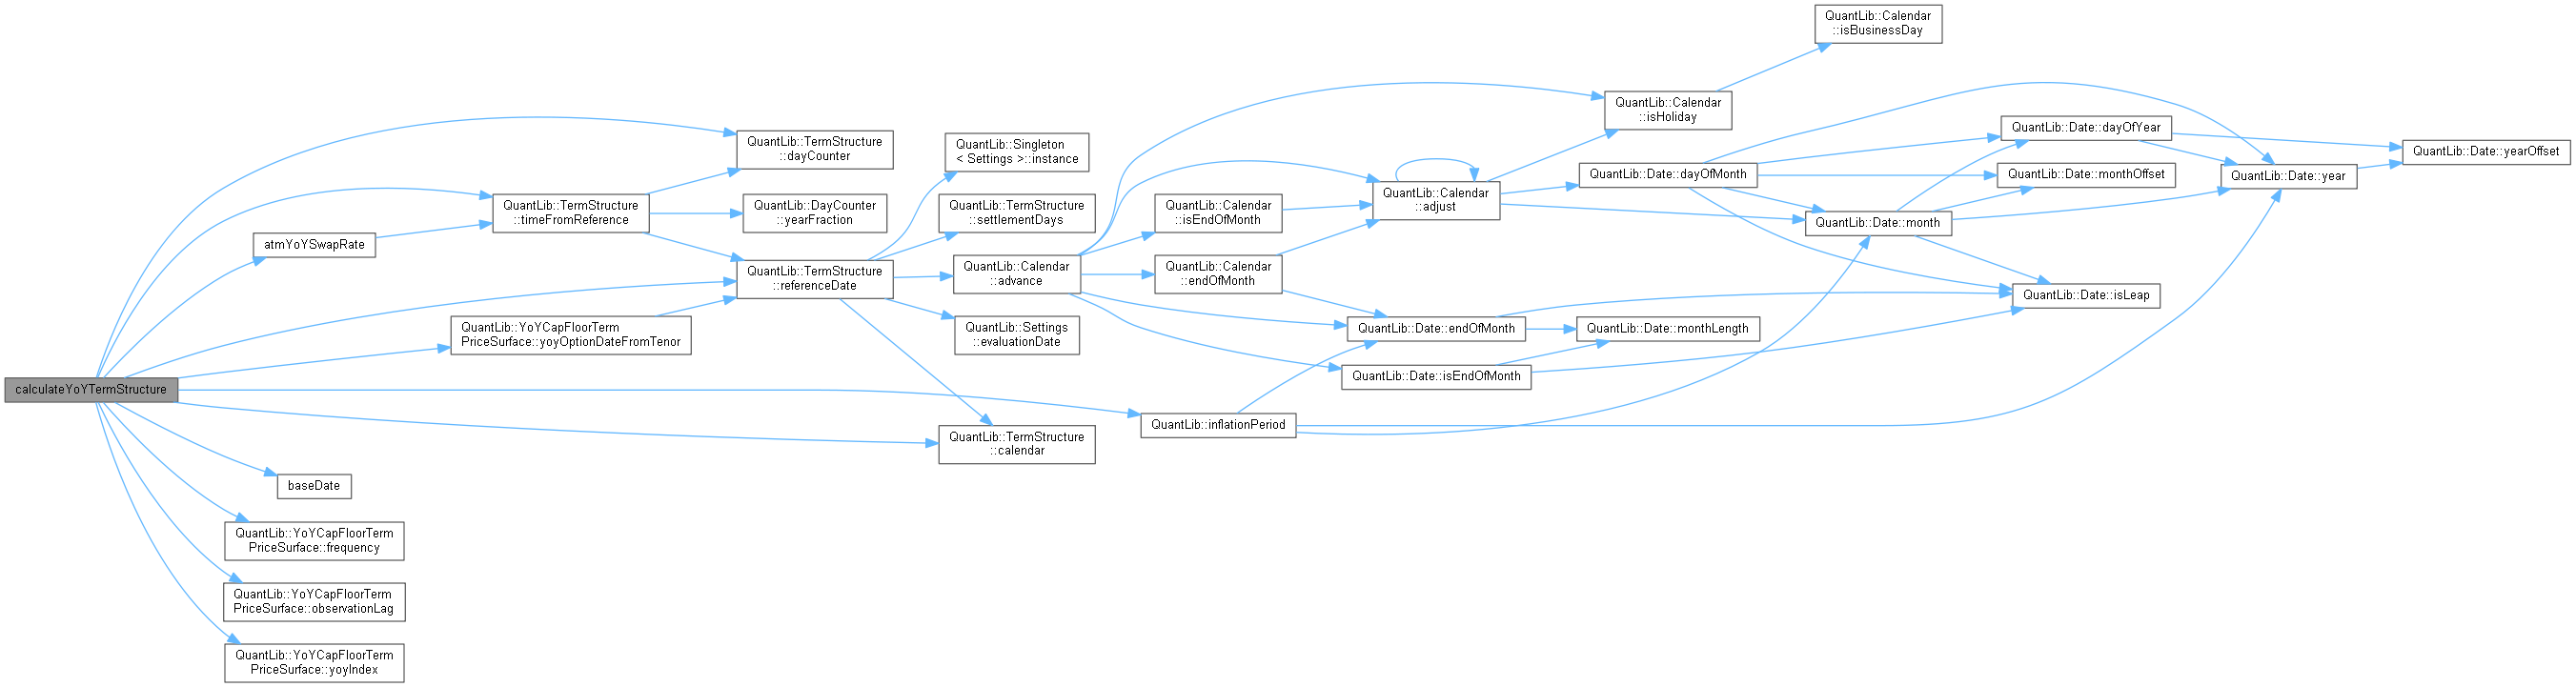 calculateYoYTermStructure
QuantLib::TermStructure
::dayCounter
QuantLib::TermStructure
::timeFromReference
atmYoYSwapRate
QuantLib::DayCounter
::yearFraction
QuantLib::TermStructure
::referenceDate
QuantLib::YoYCapFloorTerm
PriceSurface::yoyOptionDateFromTenor
QuantLib::Singleton
< Settings >::instance
QuantLib::TermStructure
::settlementDays
QuantLib::Calendar
::advance
QuantLib::Settings
::evaluationDate
QuantLib::TermStructure
::calendar
QuantLib::Calendar
::isEndOfMonth
QuantLib::Calendar
::endOfMonth
QuantLib::inflationPeriod
QuantLib::Calendar
::adjust
QuantLib::Date::endOfMonth
QuantLib::Date::isEndOfMonth
QuantLib::Calendar
::isHoliday
QuantLib::Date::dayOfMonth
QuantLib::Date::monthLength
QuantLib::Calendar
::isBusinessDay
QuantLib::Date::month
QuantLib::Date::dayOfYear
QuantLib::Date::monthOffset
QuantLib::Date::isLeap
QuantLib::Date::year
QuantLib::Date::yearOffset
baseDate
QuantLib::YoYCapFloorTerm
PriceSurface::frequency
QuantLib::YoYCapFloorTerm
PriceSurface::observationLag
QuantLib::YoYCapFloorTerm
PriceSurface::yoyIndex